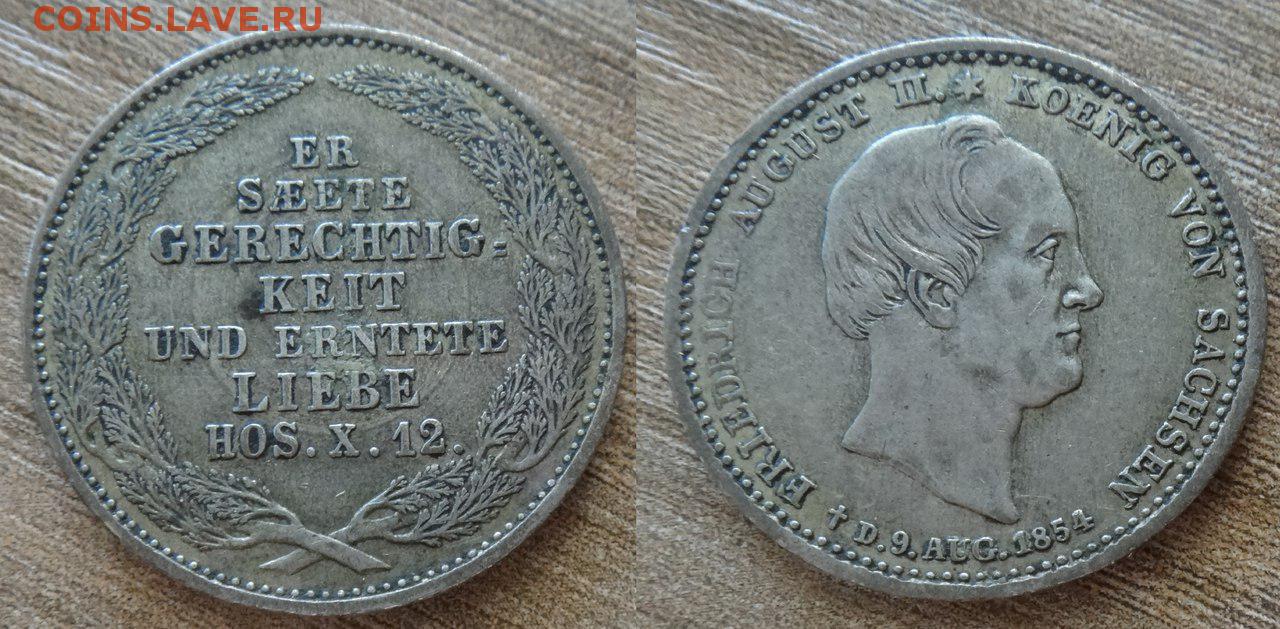 COINS.LAVE.RU
ER
SÆETE
GERECHTIG=
KEIT
UND ERNTETE
LIEBE
HOS. X. 12.
FRIEDRICH AUGUST II. ★ KOENIG VON SACHSEN
† D. 9. AUG. 1854